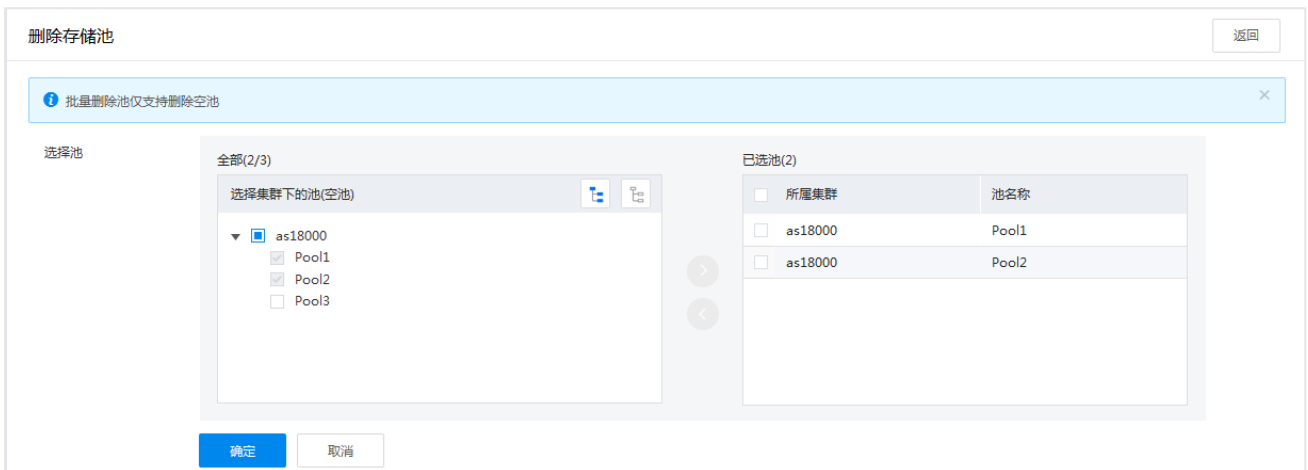 删除存储池
返回
批量删除池仅支持删除空池
选择池
全部(2/3)
选择集群下的池(空池)
as18000
Pool1
Pool2
Pool3
已选池(2)
所属集群 池名称
as18000 Pool1
as18000 Pool2
确定 取消